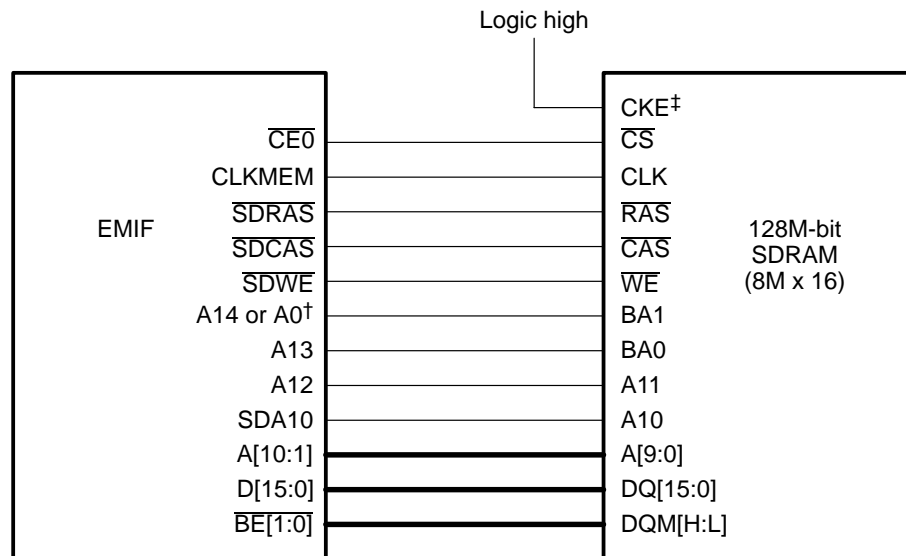 Logic high
CKE‡
CE0
CS
CLKMEM
CLK
SDRAS
RAS
EMIF
128M-bit
SDRAM
(8M x 16)
SDCAS
CAS
SDWE
WE
A14 or A0†
BA1
A13
BA0
A12
A11
SDA10
A10
A[10:1]
A[9:0]
D[15:0]
DQ[15:0]
BE[1:0]
DQM[H:L]